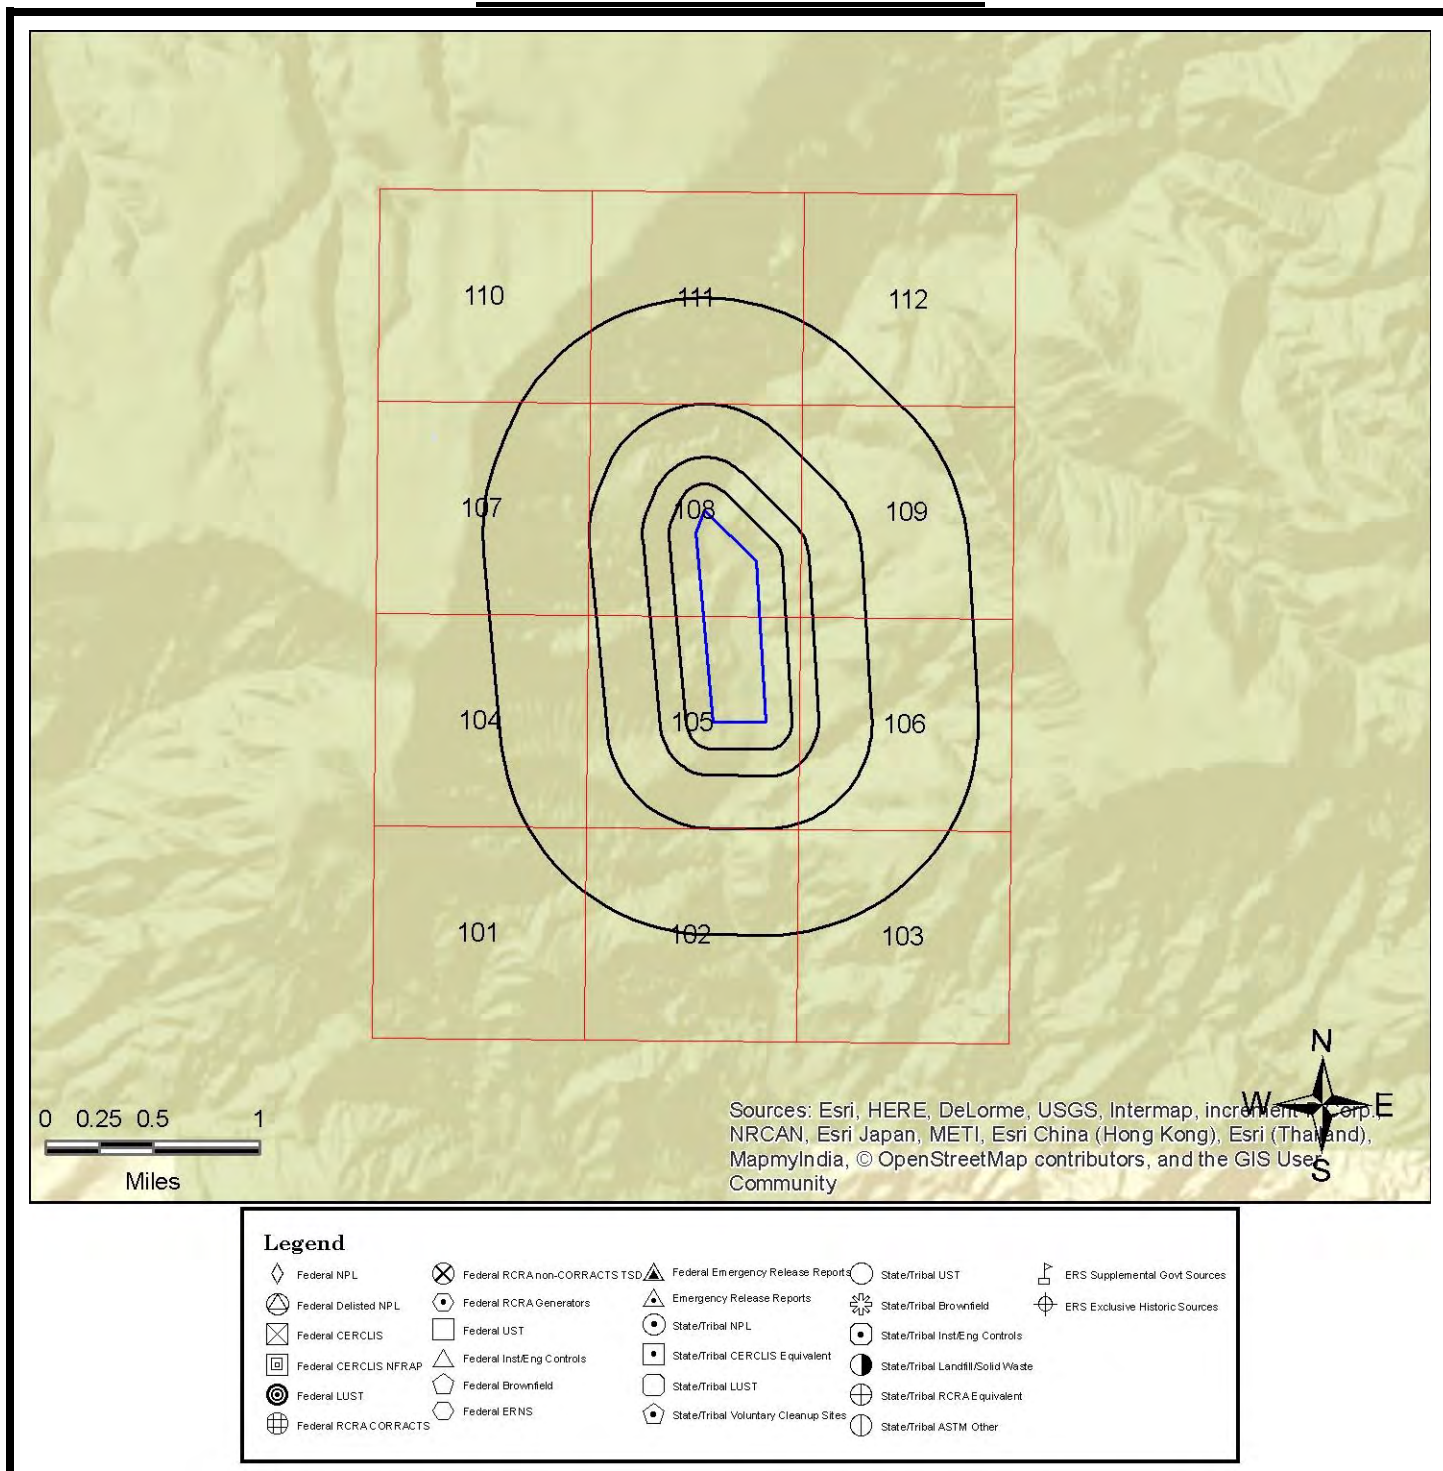 110
111
112
107
108
109
104
105
106
101
102
103
N
W E
S
0 0.25 0.5 1
Miles
Sources: Esri, HERE, DeLorme, USGS, Intermap, increment P Corp.,
NRCAN, Esri Japan, METI, Esri China (Hong Kong), Esri (Thailand),
MapmyIndia, © OpenStreetMap contributors, and the GIS User
Community
Legend
Federal NPL
Federal Delisted NPL
Federal CERCLIS
Federal CERCLIS NFRAP
Federal LUST
Federal RCRA CORRACTS
Federal RCRA non-CORRACTS TSD
Federal RCRA Generators
Federal UST
Federal Inst/Eng Controls
Federal Brownfield
Federal ERNS
Federal Emergency Release Reports
Emergency Release Reports
State/Tribal NPL
State/Tribal CERCLIS Equivalent
State/Tribal LUST
State/Tribal Voluntary Cleanup Sites
State/Tribal UST
State/Tribal Brownfield
State/Tribal Inst/Eng Controls
State/Tribal Landfill/Solid Waste
State/Tribal RCRA Equivalent
State/Tribal ASTM Other
ERS Supplemental Govt Sources
ERS Exclusive Historic Sources